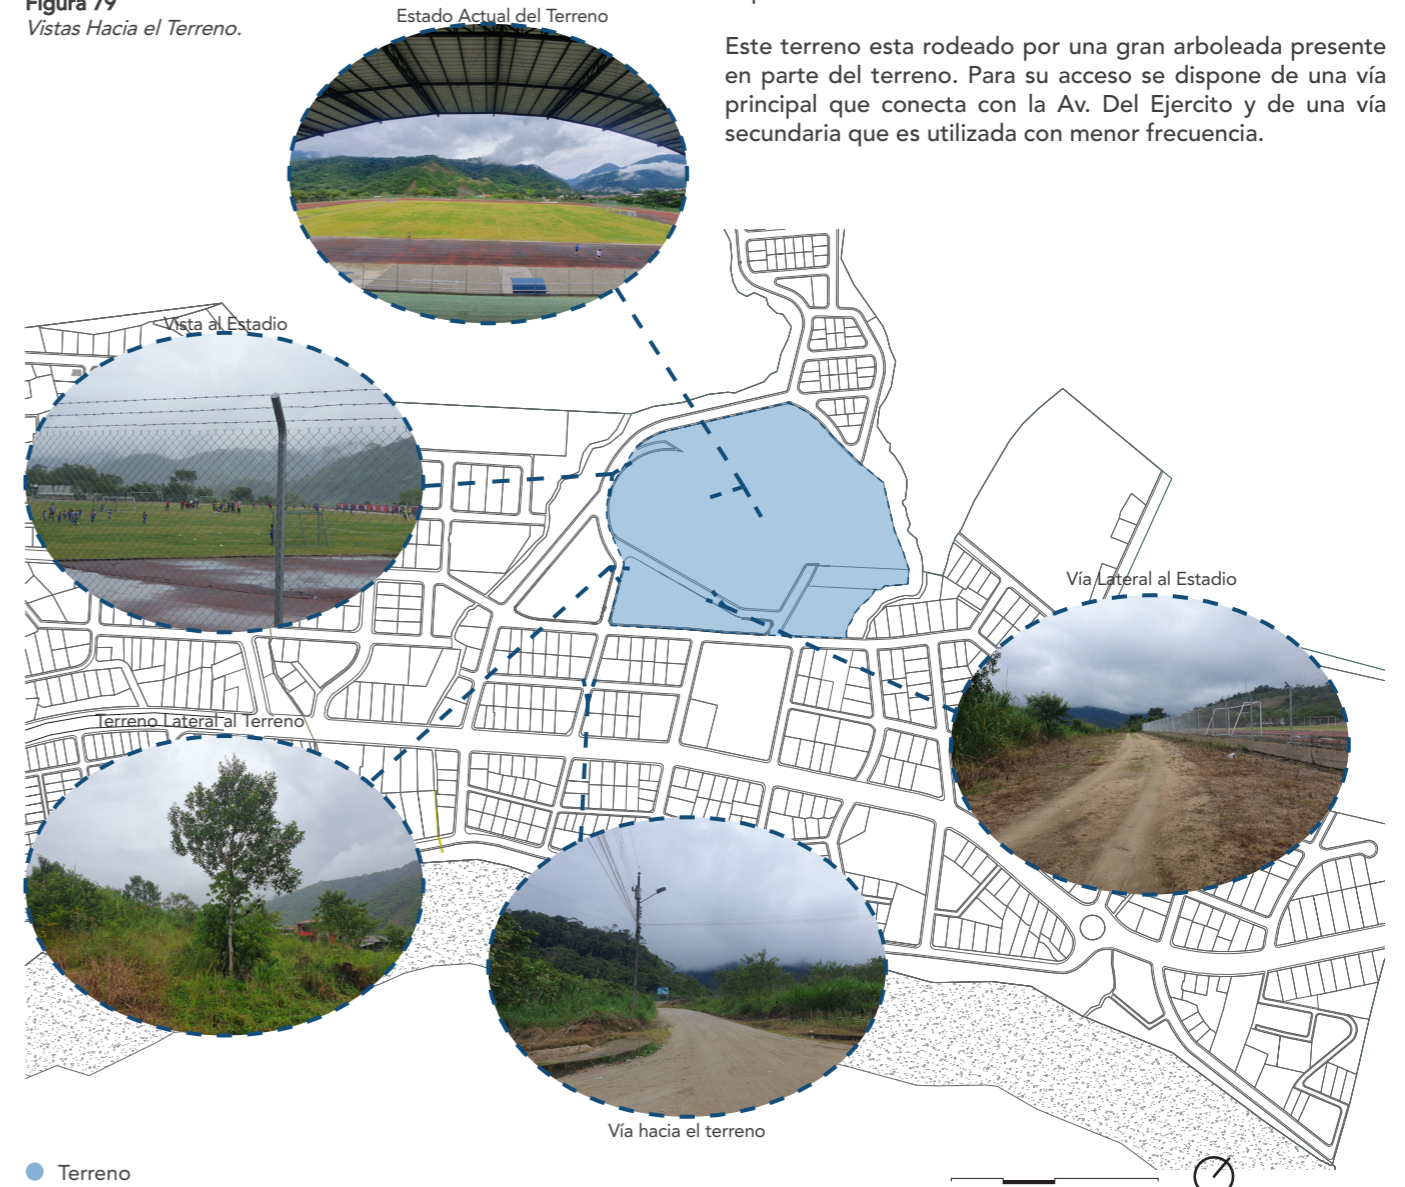 Figura 79
Vistas Hacia el Terreno.
Estado Actual del Terreno
Este terreno esta rodeado por una gran arboleada presente
en parte del terreno. Para su acceso se dispone de una vía
principal que conecta con la Av. Del Ejercito y de una vía
secundaria que es utilizada con menor frecuencia.
Vista al Estadio
Vía Lateral al Estadio
Terreno Lateral al Terreno
Vía hacia el terreno
Terreno